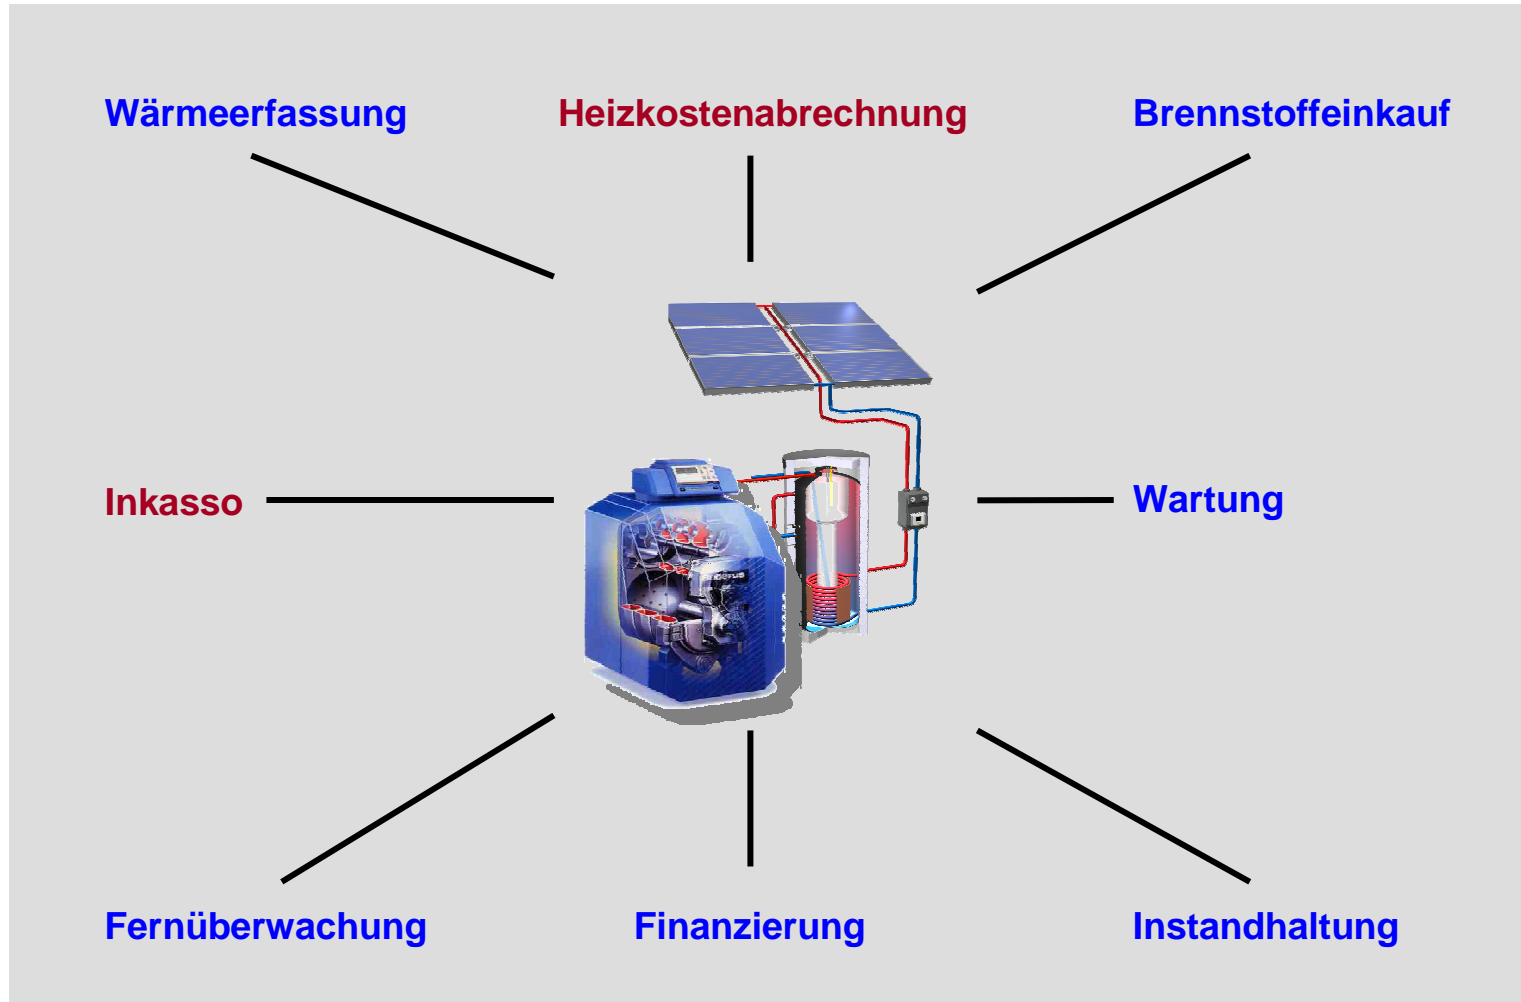 Wärmeerfassung
Heizkostenabrechnung
Brennstoffeinkauf
Inkasso
Wartung
Fernüberwachung
Finanzierung
Instandhaltung